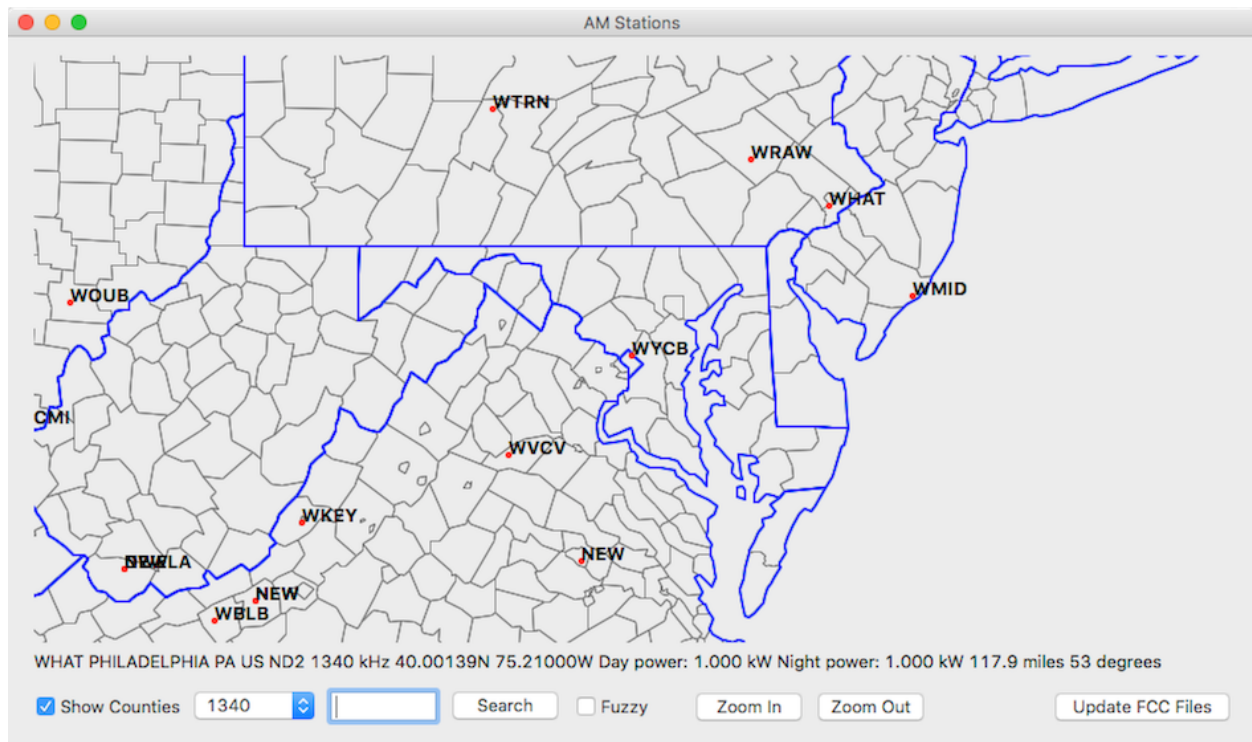 AM Stations
WTRN
WRAW
WHAT
WOUB
WMID
WYCB
CMI
WVCV
WKEY
NEW
NEW
WBLB
WHAT PHILADELPHIA PA US ND2 1340 kHz 40.00139N 75.21000W Day power: 1.000 kW Night power: 1.000 kW 117.9 miles 53 degrees
Show Counties 1340 Search Fuzzy Zoom In Zoom Out Update FCC Files